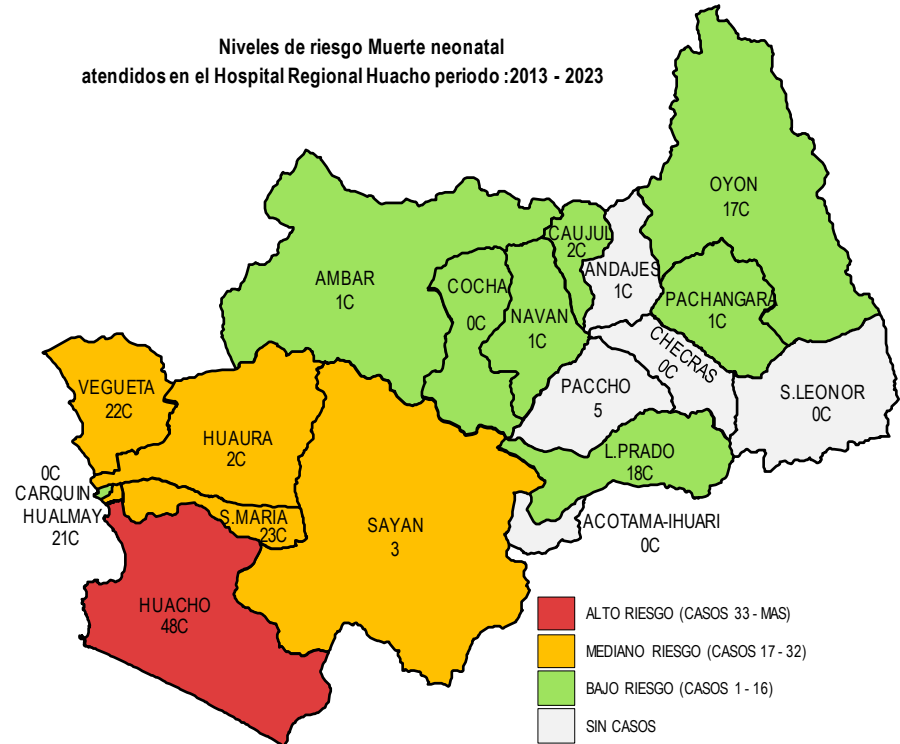 Niveles de riesgo Muerte neonatal
atendidos en el Hospital Regional Huacho periodo :2013 - 2023
OYON
17C
CAUJUL
2C
ANDAJES
1C
AMBAR
1C
COCHA
0C
NAVAN
1C
PACHANGARA
1C
CHECRAS
0C
VEGUETA
22C
PACCHO
5
S.LEONOR
0C
HUAURA
2C
L.PRADO
18C
0C
CARQUIN
HUALMAY
21C
S.MARIA
23C
SAYAN
3
ACOTAMA-IHUARI
0C
HUACHO
48C
ALTO RIESGO (CASOS 33 - MAS)
MEDIANO RIESGO (CASOS 17 - 32)
BAJO RIESGO (CASOS 1 - 16)
SIN CASOS